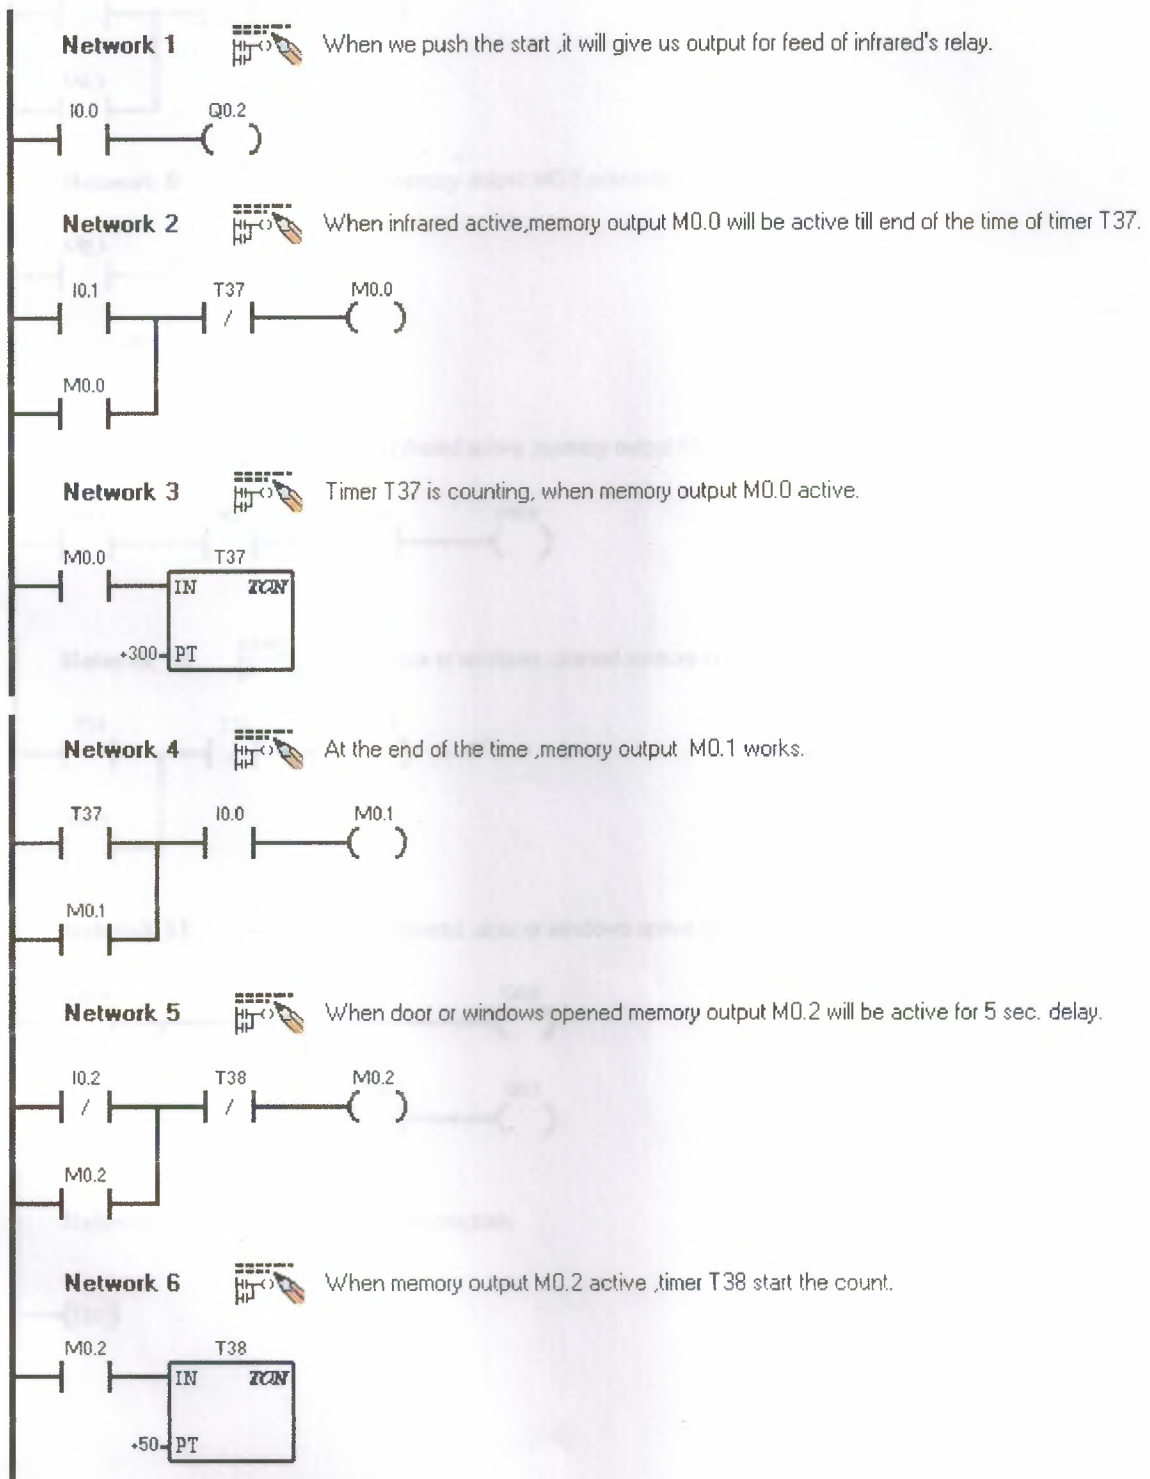 Network 1 When we push the start ,it will give us output for feed of infrared's relay.
I0.0 Q0.2
Network 2 When infrared active,memory output M0.0 will be active till end of the time of timer T37.
I0.1 T37 M0.0
/
M0.0
Network 3 Timer T37 is counting, when memory output M0.0 active.
M0.0 T37
IN TON
+300 PT
Network 4 At the end of the time ,memory output M0.1 works.
T37 I0.0 M0.1
M0.1
Network 5 When door or windows opened memory output M0.2 will be active for 5 sec. delay.
I0.2 T38 M0.2
/ /
M0.2
Network 6 When memory output M0.2 active ,timer T38 start the count.
M0.2 T38
IN TON
+50 PT